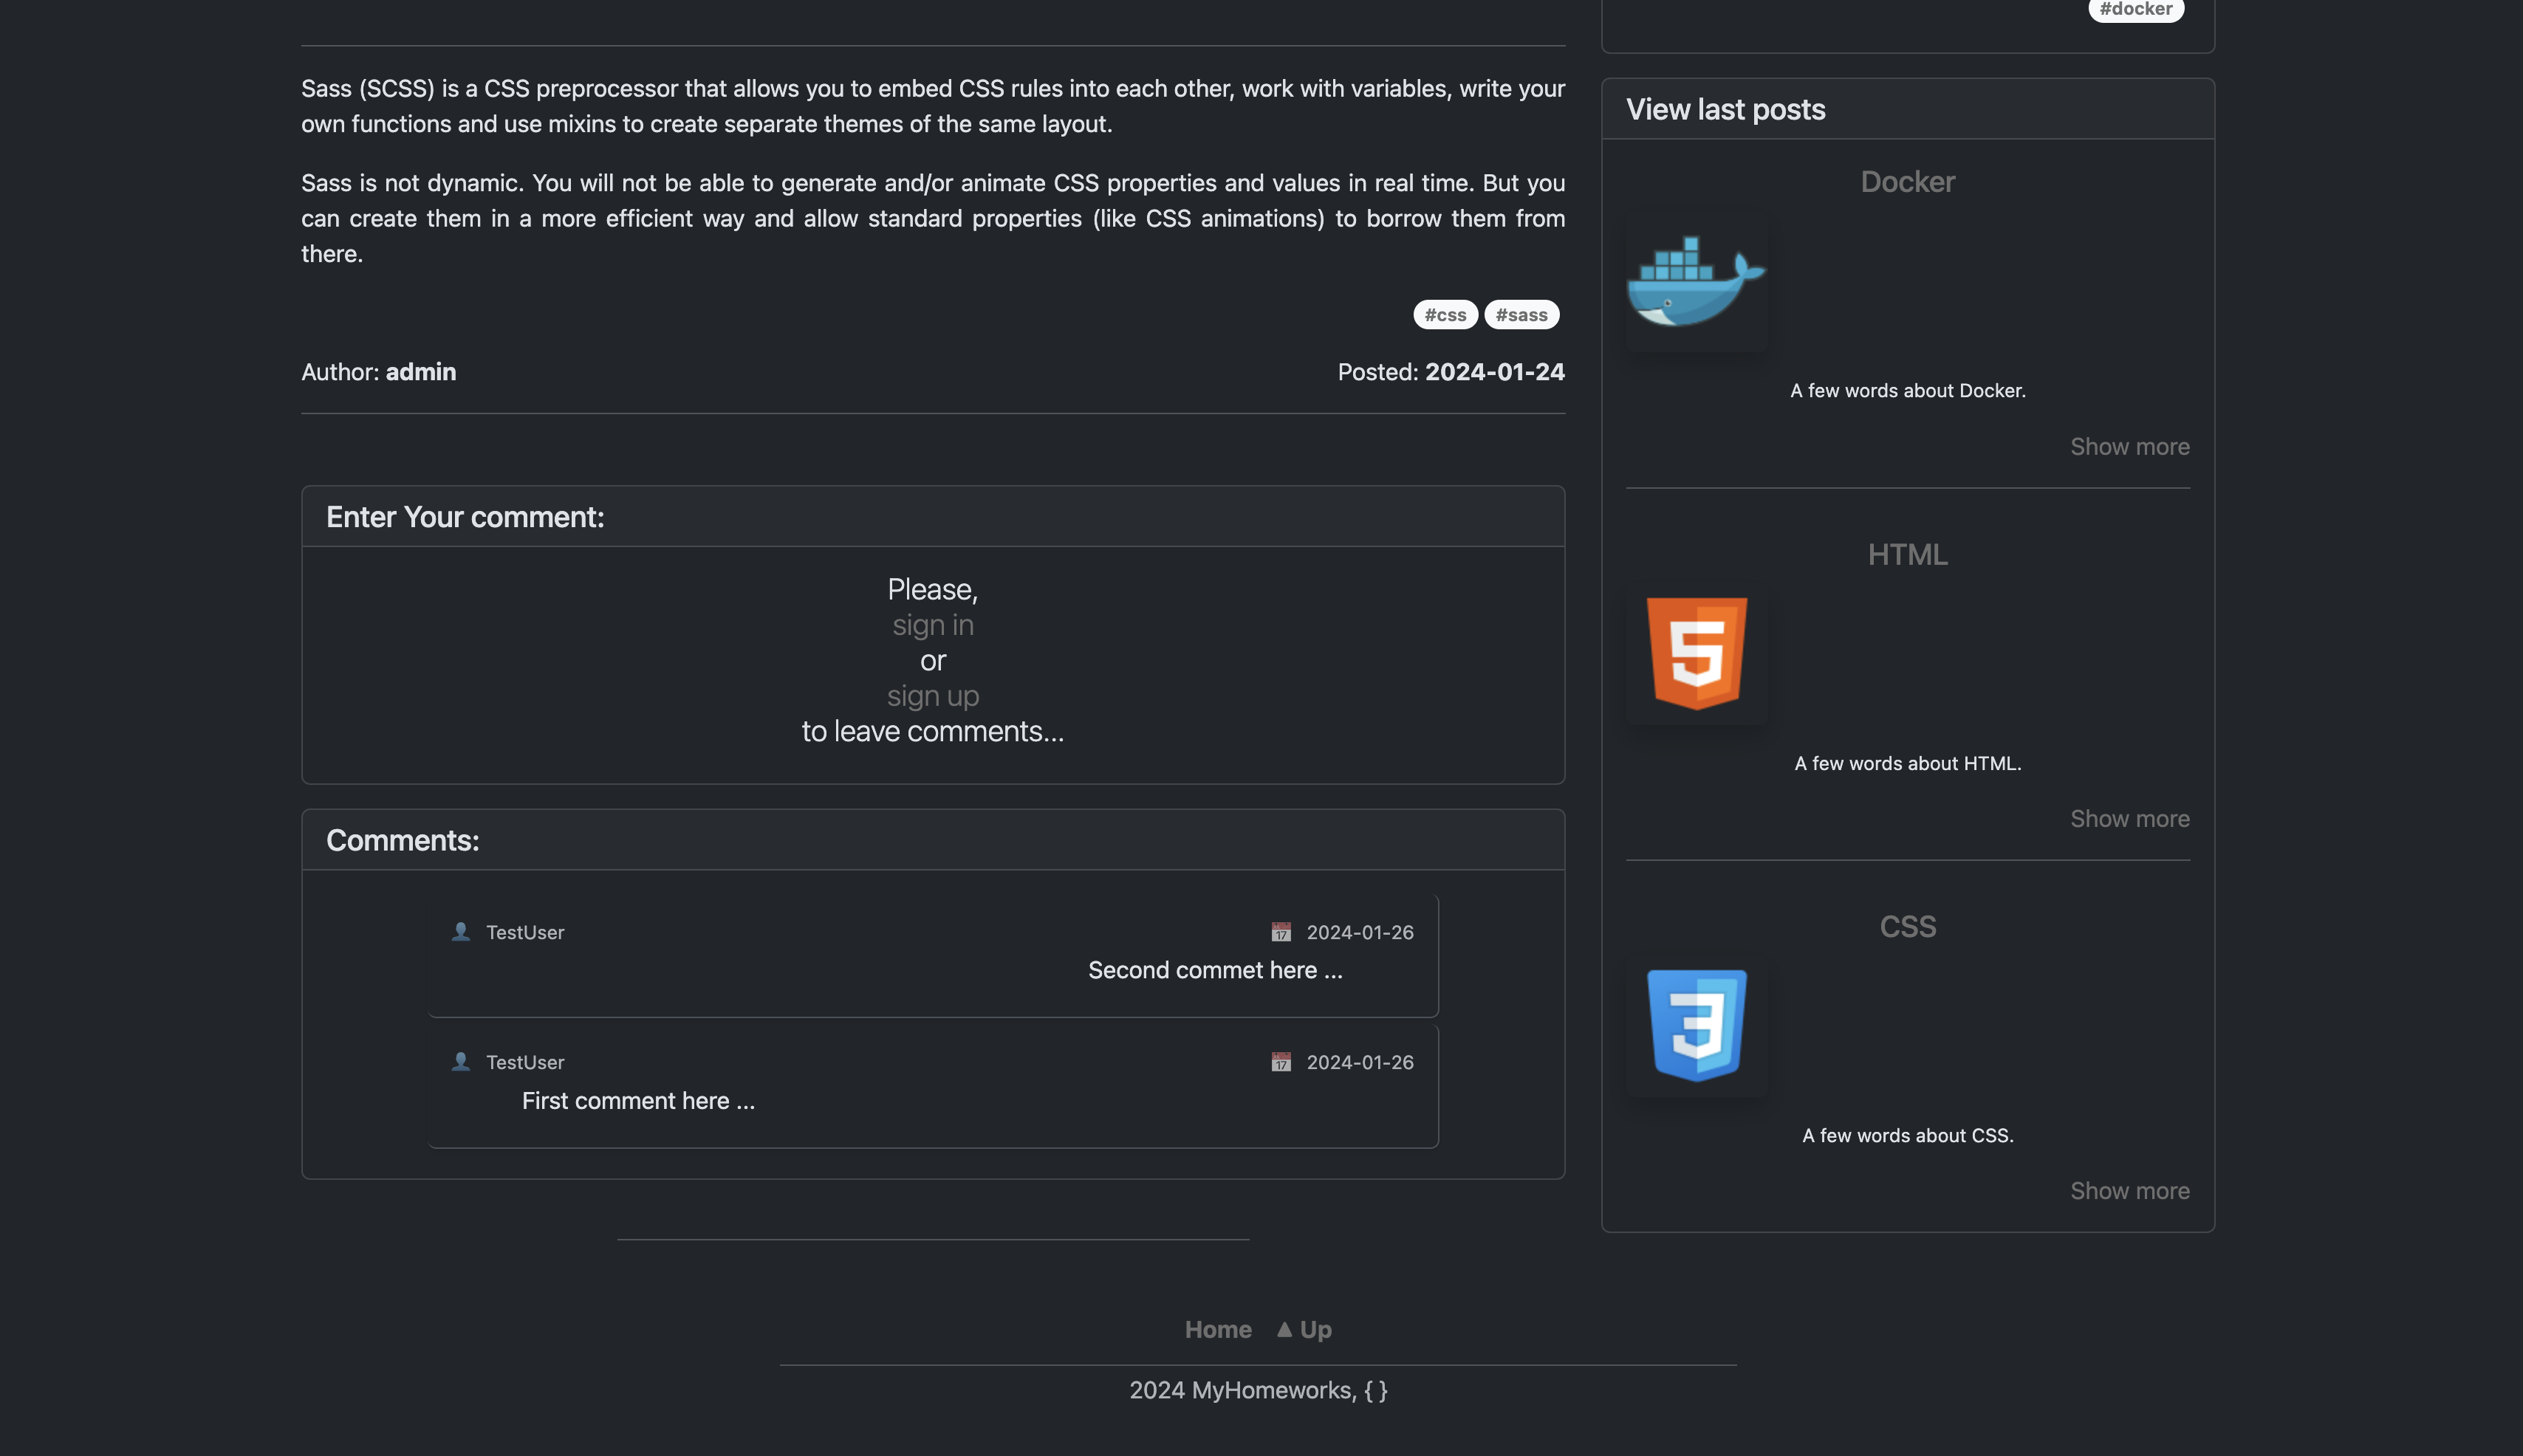 Sass (SCSS) is a CSS preprocessor that allows you to embed CSS rules into each other, work with variables, write your
own functions and use mixins to create separate themes of the same layout.
Sass is not dynamic. You will not be able to generate and/or animate CSS properties and values in real time. But you
can create them in a more efficient way and allow standard properties (like CSS animations) to borrow them from
there.
#css #sass
Author: admin Posted: 2024-01-24
Enter Your comment:
Please,
sign in
or
sign up
to leave comments...
Comments:
TestUser 17 2024-01-26
Second commet here ...
TestUser 17 2024-01-26
First comment here ...
#docker
View last posts
Docker
A few words about Docker.
Show more
HTML
5
A few words about HTML.
Show more
CSS
3
A few words about CSS.
Show more
Home ▲ Up
2024 MyHomeworks, { }